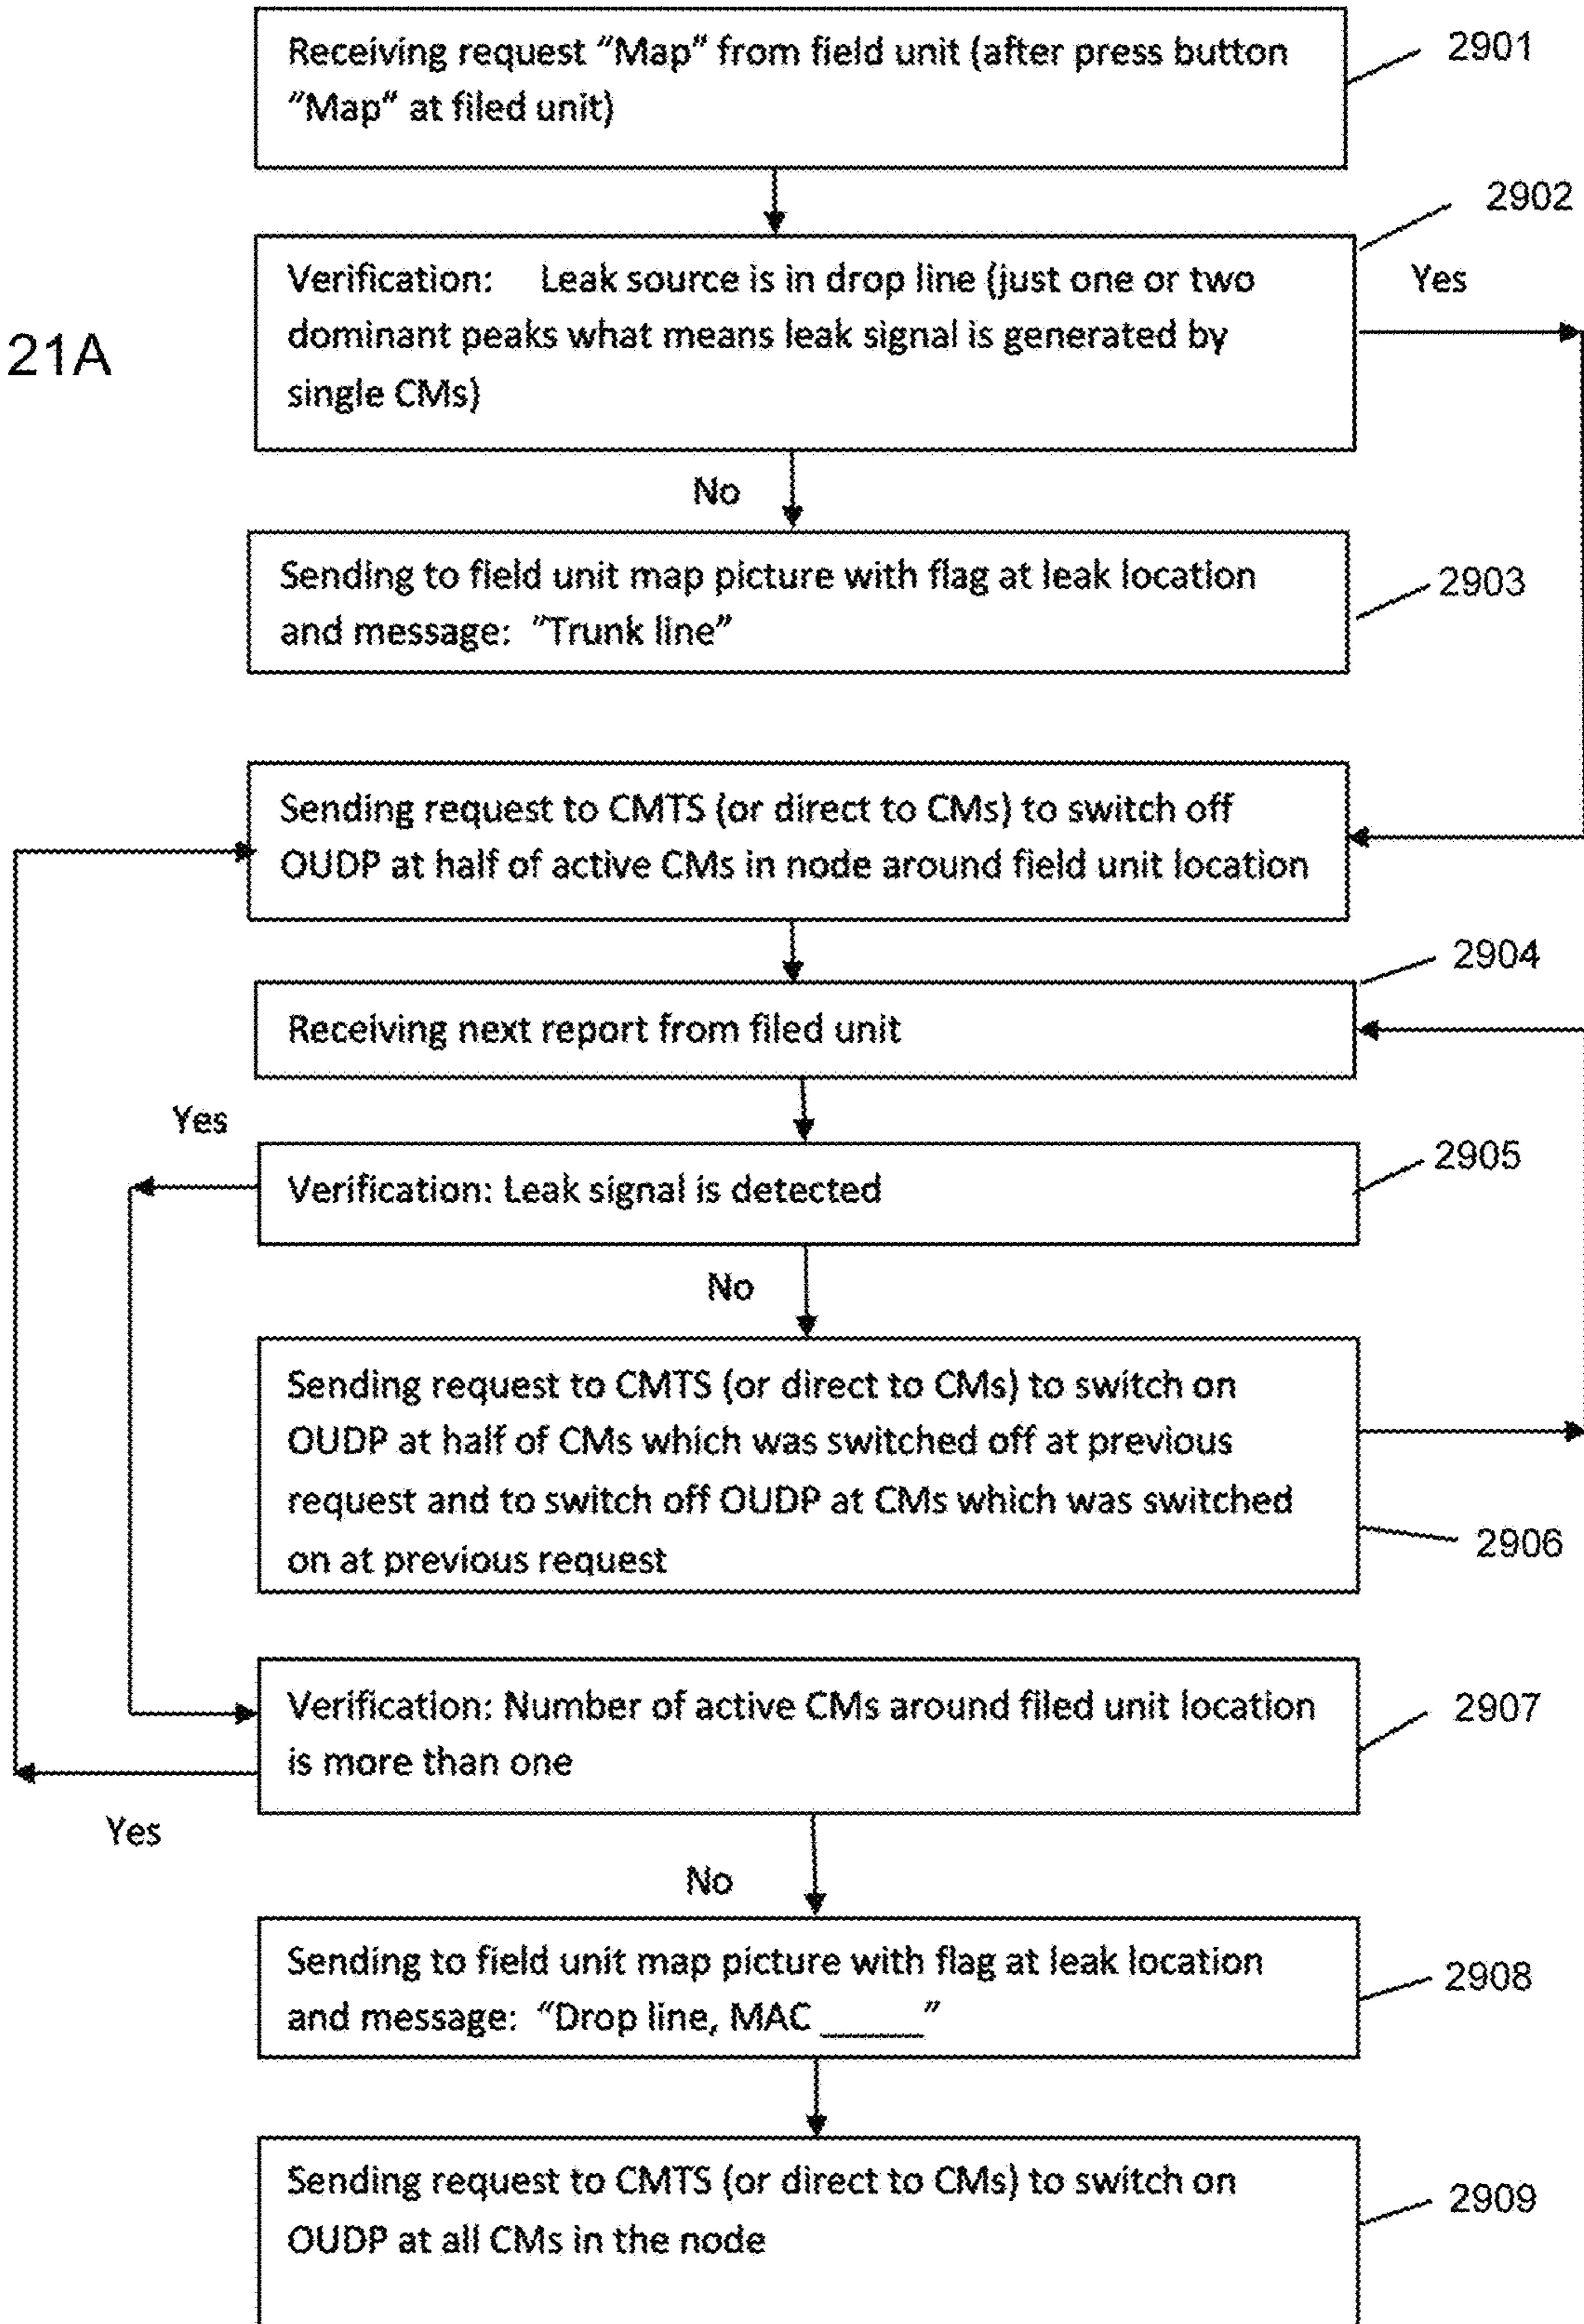 Receiving request “Map” from field unit (after press button
“Map” at filed unit)
2901
2902
Verification: Leak source is in drop line (just one or two
dominant peaks what means leak signal is generated by
single CMs)
Yes
21A
No
Sending to field unit map picture with flag at leak location
and message: “Trunk line”
2903
Sending request to CMTS (or direct to CMs) to switch off
OUDP at half of active CMs in node around field unit location
2904
Receiving next report from filed unit
Yes
Verification: Leak signal is detected
2905
No
Sending request to CMTS (or direct to CMs) to switch on
OUDP at half of CMs which was switched off at previous
request and to switch off OUDP at CMs which was switched
on at previous request
2906
Verification: Number of active CMs around filed unit location
is more than one
2907
Yes
No
Sending to field unit map picture with flag at leak location
and message: “Drop line, MAC _____”
2908
Sending request to CMTS (or direct to CMs) to switch on
OUDP at all CMs in the node
2909